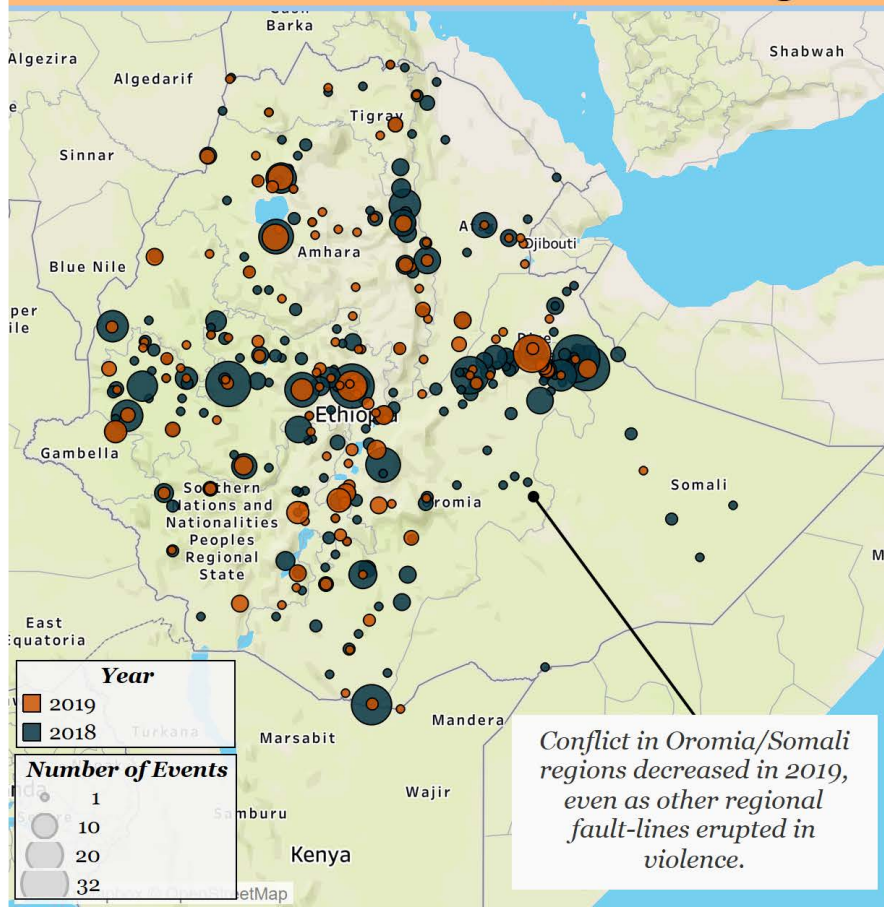 Barka
Algezira
Algedarif
Shabwah
Tigray
Sinnar
Djibouti
Amhara
Blue Nile
Ethiopia
Gambella
Southern
Nations and
Nationalities
Peoples
Regional
State
Somali
East
Year
2019
2018
Turkana
Marsabit
Mandera
Number of Events
1
10
20
32
Wajir
Samburu
Kenya
OpenStreetMap
Conflict in Oromia/Somali
regions decreased in 2019,
even as other regional
fault-lines erupted in
violence.